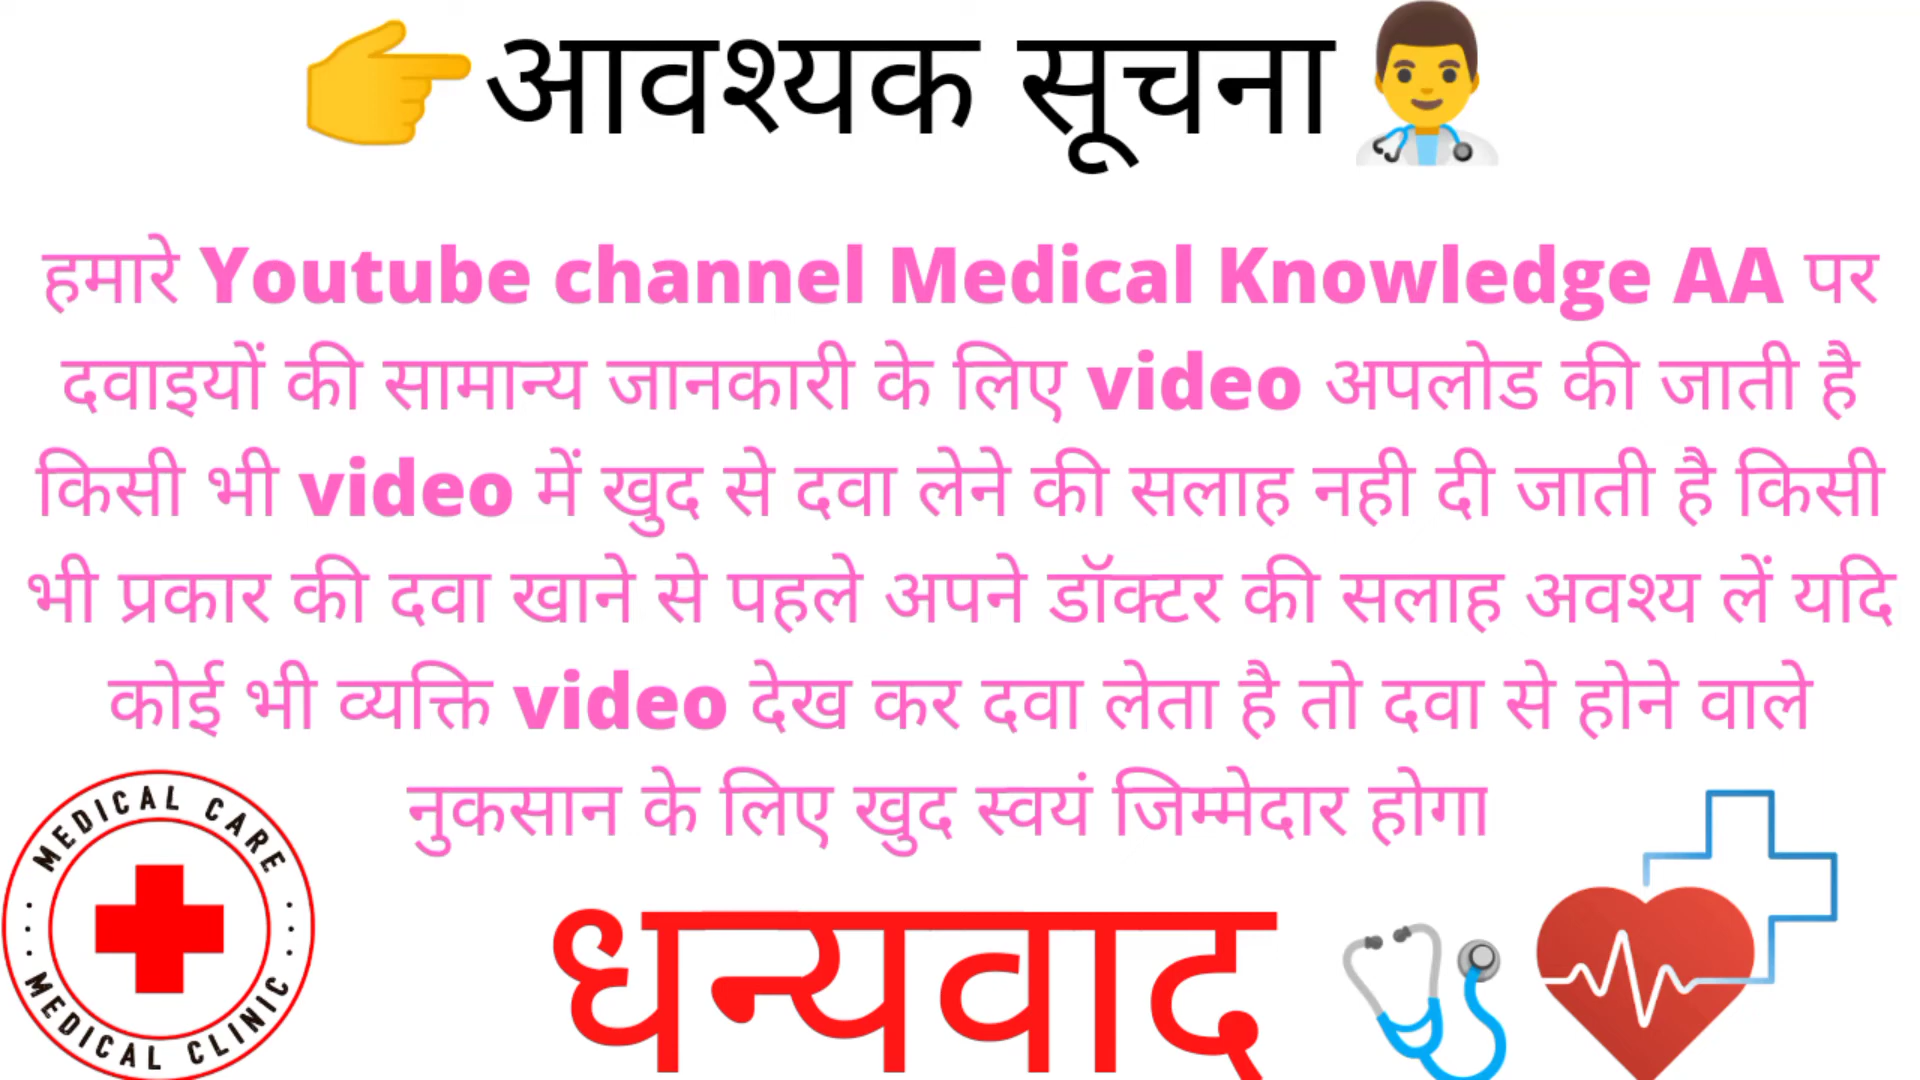 👉आवश्यक सूचना👨‍⚕️
हमारे Youtube channel Medical Knowledge AA पर
दवाइयों की सामान्य जानकारी के लिए video अपलोड की जाती है
किसी भी video में खुद से दवा लेने की सलाह नही दी जाती है किसी
भी प्रकार की दवा खाने से पहले अपने डॉक्टर की सलाह अवश्य लें यदि
कोई भी व्यक्ति video देख कर दवा लेता है तो दवा से होने वाले
नुकसान के लिए खुद स्वयं जिम्मेदार होगा
MEDICAL CARE
MEDICAL CLINIC
धन्यवाद